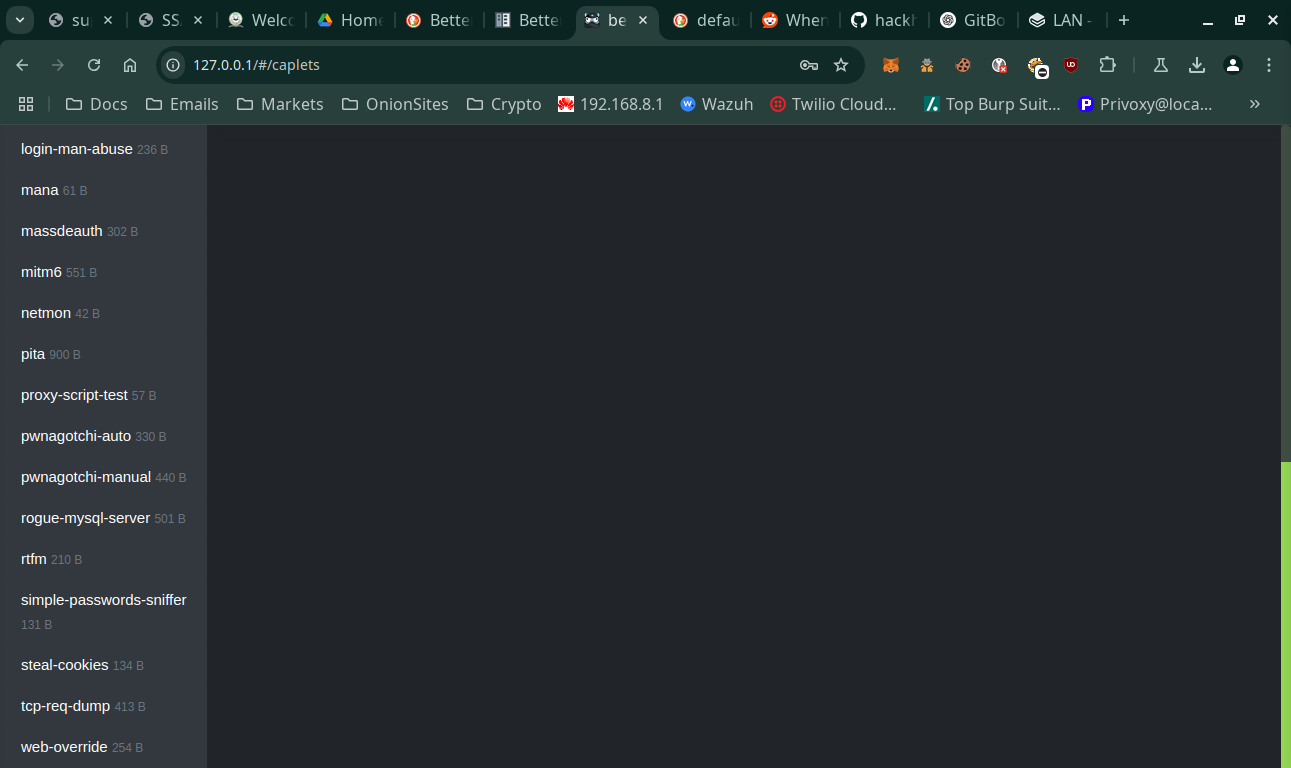 su
SS
Welc
Home
Bette
Bette
be
defau
When
hackh
GitBo
LAN -
127.0.0.1/#/caplets
Docs
Emails
Markets
OnionSites
Crypto
192.168.8.1
Wazuh
Twilio Cloud...
Top Burp Suit...
Privoxy@loca...
login-man-abuse 236 B
mana 61 B
massdeauth 302 B
mitm6 551 B
netmon 42 B
pita 900 B
proxy-script-test 57 B
pwnagotchi-auto 330 B
pwnagotchi-manual 440 B
rogue-mysql-server 501 B
rtfm 210 B
simple-passwords-sniffer
131 B
steal-cookies 134 B
tcp-req-dump 413 B
web-override 254 B